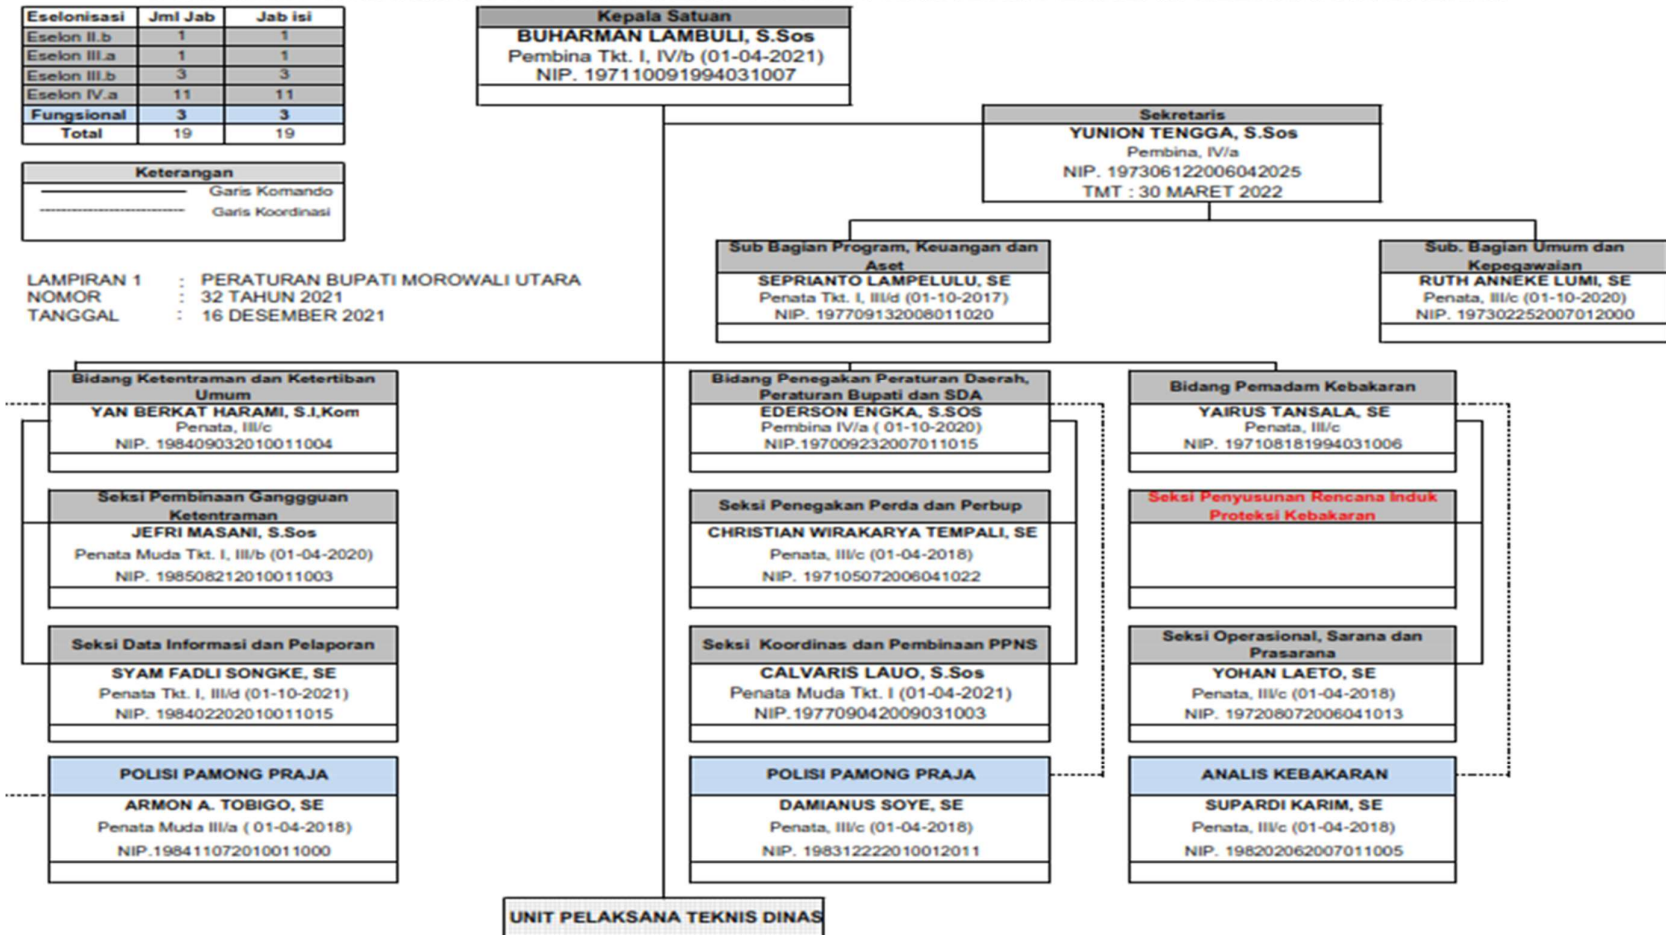 Eselonisasi Jml Jab Jab isi
Eselon II.b 1 1
Eselon III.a 1 1
Eselon III.b 3 3
Eselon IV.a 11 11
Fungsional 3 3
Total 19 19
Keterangan
Garis Komando
Garis Koordinasi
LAMPIRAN 1 : PERATURAN BUPATI MOROWALI UTARA
NOMOR : 32 TAHUN 2021
TANGGAL : 16 DESEMBER 2021
Kepala Satuan
BUHARMAN LAMBULI, S.Sos
Pembina Tkt. I, IV/b (01-04-2021)
NIP. 197110091994031007
Sekretaris
YUNION TENGGA, S.Sos
Pembina, IV/a
NIP. 197306122006042025
TMT : 30 MARET 2022
Sub Bagian Program, Keuangan dan
Aset
SEPRIANTO LAMPELULU, SE
Penata Tkt. I, III/d (01-10-2017)
NIP. 197709132008011020
Sub. Bagian Umum dan
Kepegawaian
RUTH ANNEKE LUMI, SE
Penata, III/c (01-10-2020)
NIP. 197302252007012000
Bidang Ketentraman dan Ketertiban
Umum
YAN BERKAT HARAMI, S.I,Kom
Penata, III/c
NIP. 198409032010011004
Seksi Pembinaan Ganggguan
Ketentraman
JEFRI MASANI, S.Sos
Penata Muda Tkt. I, III/b (01-04-2020)
NIP. 198508212010011003
Seksi Data Informasi dan Pelaporan
SYAM FADLI SONGKE, SE
Penata Tkt. I, III/d (01-10-2021)
NIP. 198402202010011015
POLISI PAMONG PRAJA
ARMON A. TOBIGO, SE
Penata Muda III/a ( 01-04-2018)
NIP.198411072010011000
Bidang Penegakan Peraturan Daerah,
Peraturan Bupati dan SDA
EDERSON ENGKA, S.SOS
Pembina IV/a ( 01-10-2020)
NIP.197009232007011015
Seksi Penegakan Perda dan Perbup
CHRISTIAN WIRAKARYA TEMPALI, SE
Penata, III/c (01-04-2018)
NIP. 197105072006041022
Seksi Koordinas dan Pembinaan PPNS
CALVARIS LAUO, S.Sos
Penata Muda Tkt. I (01-04-2021)
NIP.197709042009031003
POLISI PAMONG PRAJA
DAMIANUS SOYE, SE
Penata, III/c (01-04-2018)
NIP. 198312222010012011
Bidang Pemadam Kebakaran
YAIRUS TANSALA, SE
Penata, III/c
NIP. 197108181994031006
Seksi Penyusunan Rencana Induk
Proteksi Kebakaran
Seksi Operasional, Sarana dan
Prasarana
YOHAN LAETO, SE
Penata, III/c (01-04-2018)
NIP. 197208072006041013
ANALIS KEBAKARAN
SUPARDI KARIM, SE
Penata, III/c (01-04-2018)
NIP. 198202062007011005
UNIT PELAKSANA TEKNIS DINAS